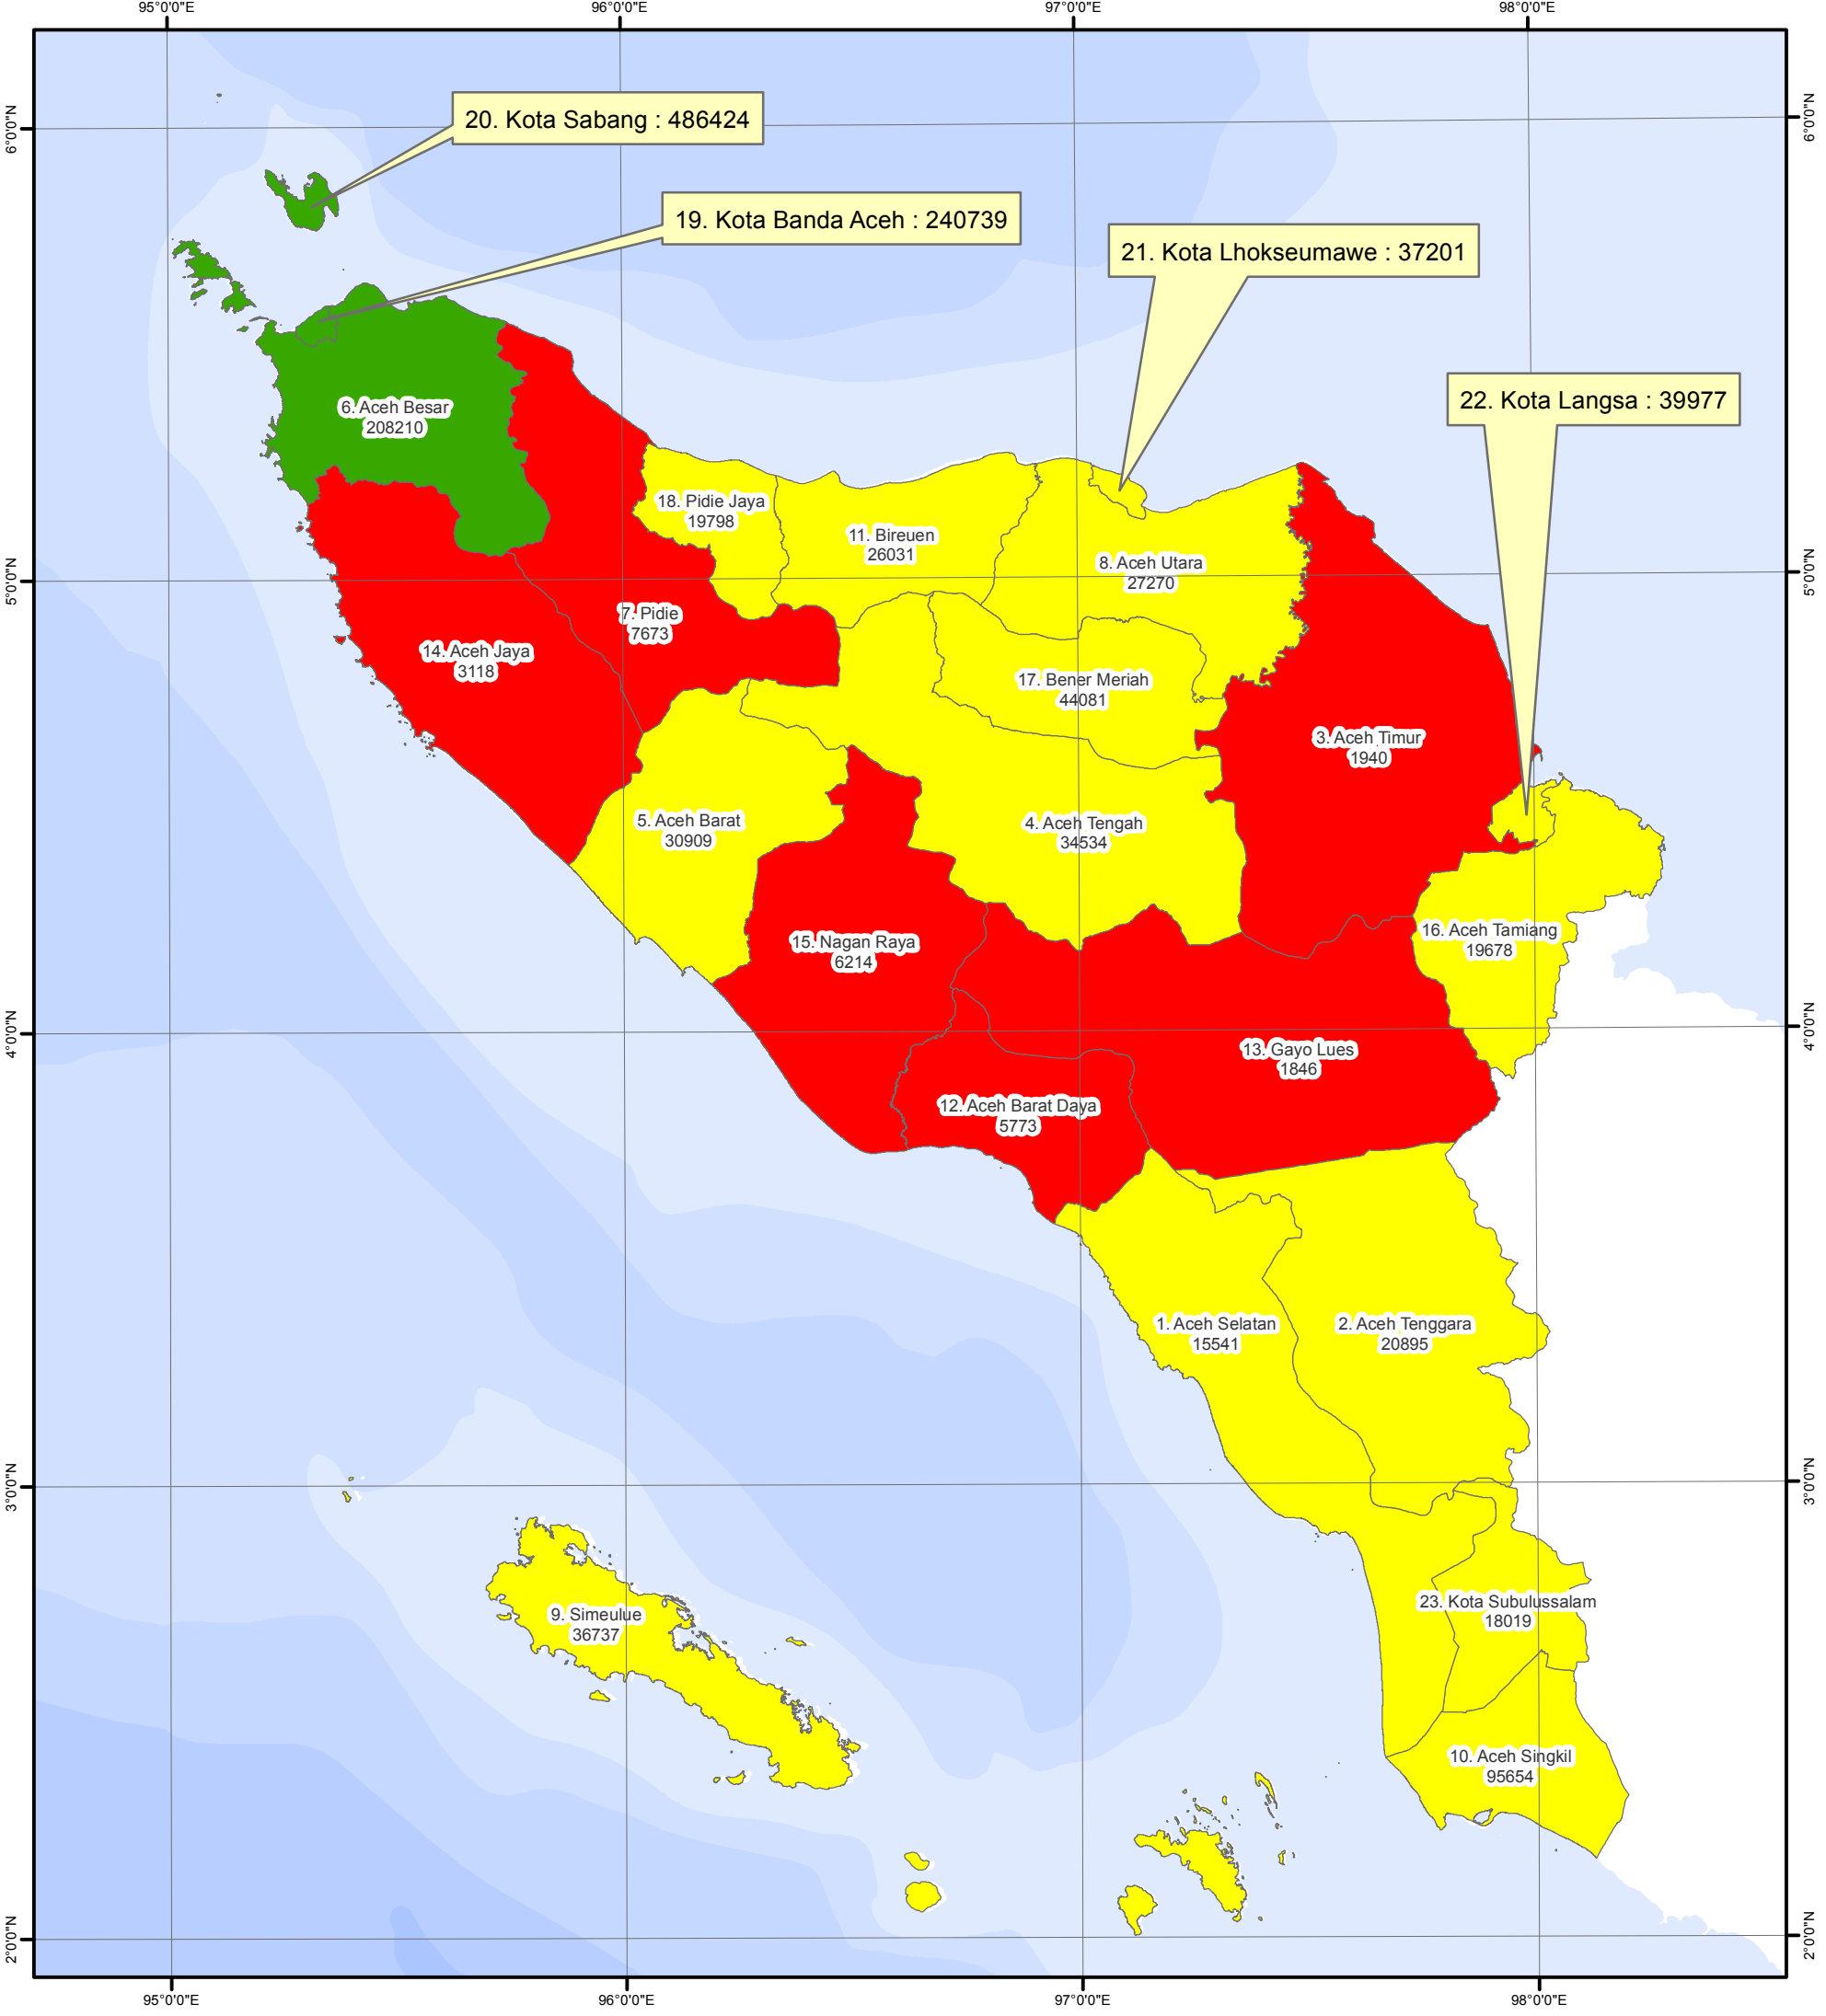 95°0'0"E 96°0'0"E 97°0'0"E 98°0'0"E
6°0'0"N
6°0'0"N
20. Kota Sabang : 486424
19. Kota Banda Aceh : 240739
21. Kota Lhokseumawe : 37201
22. Kota Langsa : 39977
6. Aceh Besar
208210
18. Pidie Jaya
19798
11. Bireuen
26031
8. Aceh Utara
27270
5°0'0"N
5°0'0"N
7. Pidie
7673
14. Aceh Jaya
3118
17. Bener Meriah
44081
3. Aceh Timur
1940
5. Aceh Barat
30909
4. Aceh Tengah
34534
15. Nagan Raya
6214
16. Aceh Tamiang
19678
4°0'0"N
4°0'0"N
13. Gayo Lues
1846
12. Aceh Barat Daya
5773
1. Aceh Selatan
15541
2. Aceh Tenggara
20895
3°0'0"N
3°0'0"N
9. Simeulue
36737
23. Kota Subulussalam
18019
10. Aceh Singkil
95654
2°0'0"N
2°0'0"N
95°0'0"E 96°0'0"E 97°0'0"E 98°0'0"E